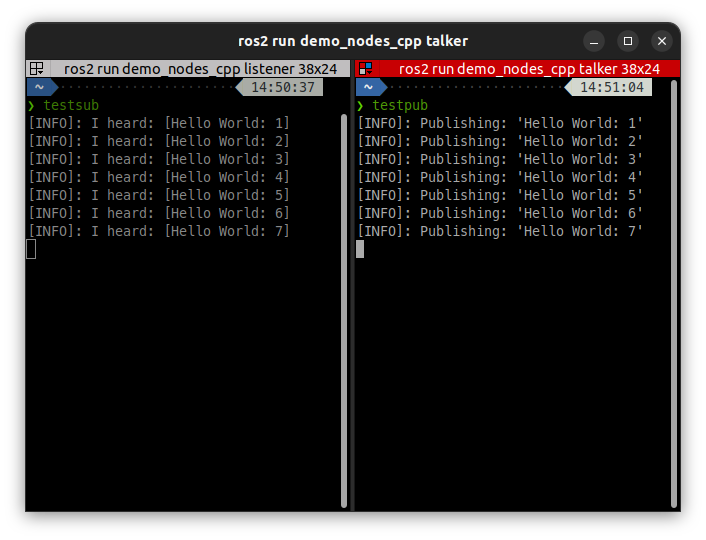 ros2 run demo_nodes_cpp talker
ros2 run demo_nodes_cpp listener 38x24
~ 14:50:37
❯ testsub
[INFO]: I heard: [Hello World: 1]
[INFO]: I heard: [Hello World: 2]
[INFO]: I heard: [Hello World: 3]
[INFO]: I heard: [Hello World: 4]
[INFO]: I heard: [Hello World: 5]
[INFO]: I heard: [Hello World: 6]
[INFO]: I heard: [Hello World: 7]
ros2 run demo_nodes_cpp talker 38x24
~ 14:51:04
❯ testpub
[INFO]: Publishing: 'Hello World: 1'
[INFO]: Publishing: 'Hello World: 2'
[INFO]: Publishing: 'Hello World: 3'
[INFO]: Publishing: 'Hello World: 4'
[INFO]: Publishing: 'Hello World: 5'
[INFO]: Publishing: 'Hello World: 6'
[INFO]: Publishing: 'Hello World: 7'